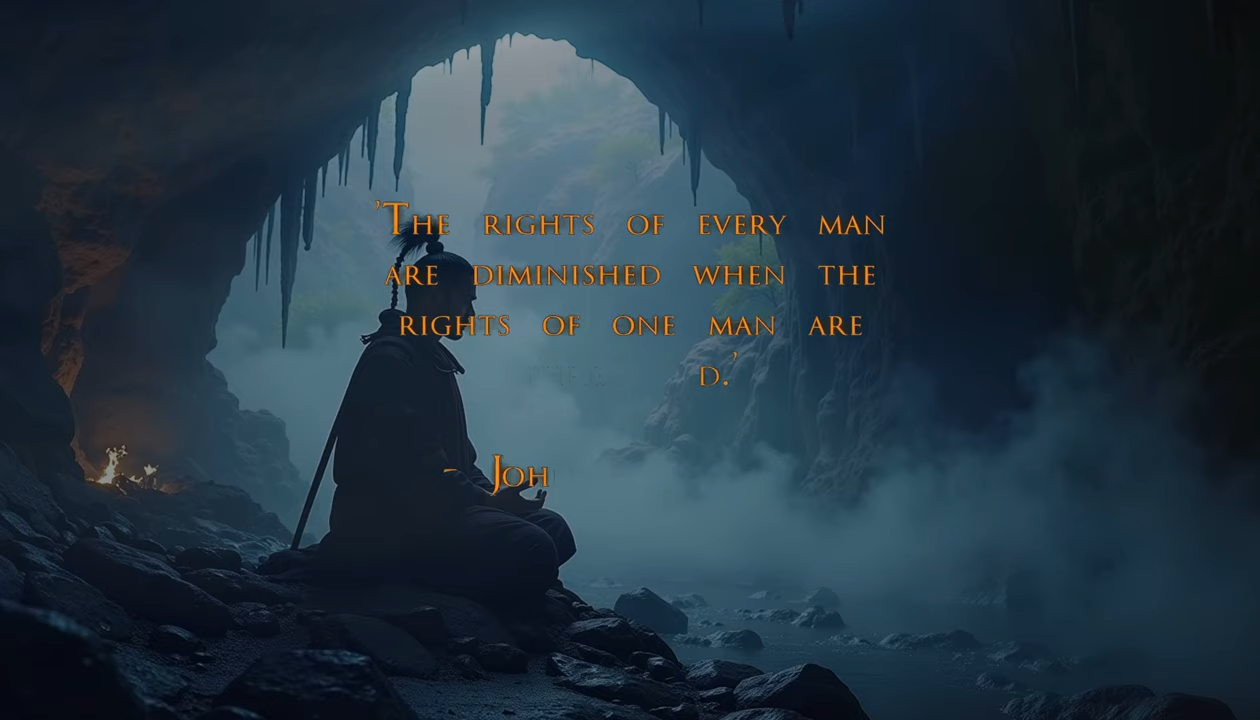 'The rights of every man
are diminished when the
rights of one man are
d.'
- Joh